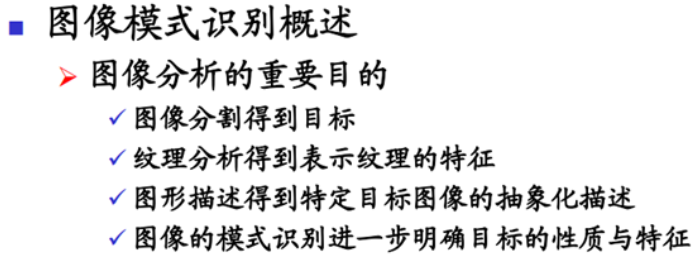 图像模式识别概述
图像分析的重要目的
图像分割得到目标
纹理分析得到表示纹理的特征
图形描述得到特定目标图像的抽象化描述
图像的模式识别进一步明确目标的性质与特征